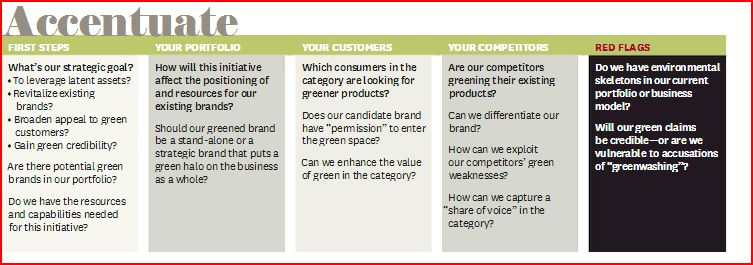 Accentuate
FIRST STEPS
What's our strategic goal?
• To leverage latent assets?
• Revitalize existing
brands?
• Broaden appeal to green
customers?
• Gain green credibility?
Are there potential green
brands in our portfolio?
Do we have the resources
and capabilities needed
for this initiative?
YOUR PORTFOLIO
How will this initiative
affect the positioning of
and resources for our
existing brands?
Should our greened brand
be a stand-alone or a
strategic brand that puts a
green halo on the business
as a whole?
YOUR CUSTOMERS
Which consumers in the
category are looking for
greener products?
Does our candidate brand
have “permission” to enter
the green space?
Can we enhance the value
of green in the category?
YOUR COMPETITORS
Are our competitors
greening their existing
products?
Can we differentiate our
brand?
How can we exploit
our competitors' green
weaknesses?
How can we capture a
“share of voice” in the
category?
RED FLAGS
Do we have environmental
skeletons in our current
portfolio or business
model?
Will our green claims
be credible—or are we
vulnerable to accusations
of “greenwashing”?